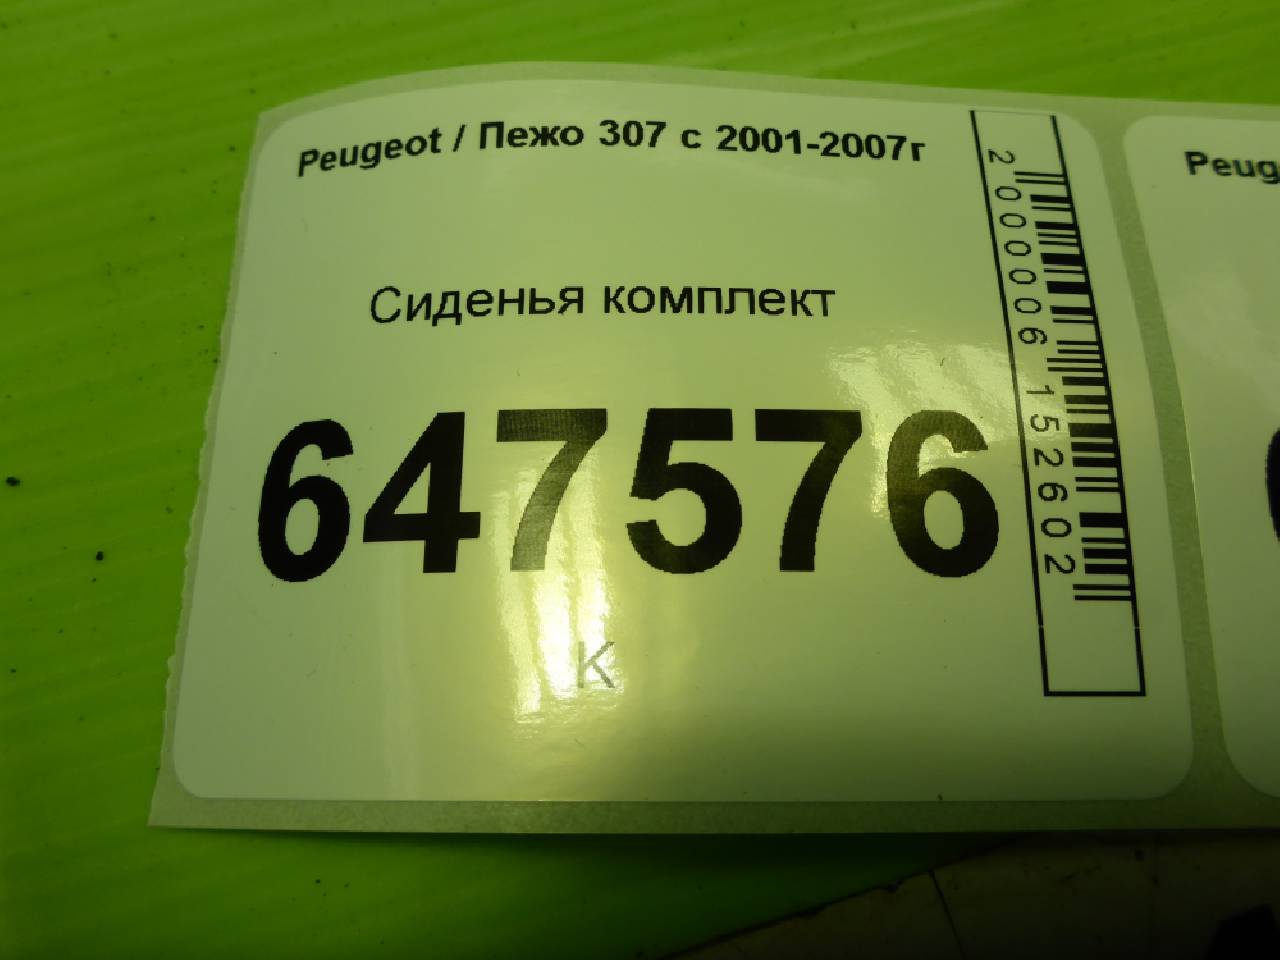 Peugeot / Пежо 307 с 2001-2007г
Сиденья комплект
647576
К
2000006152602
Peug